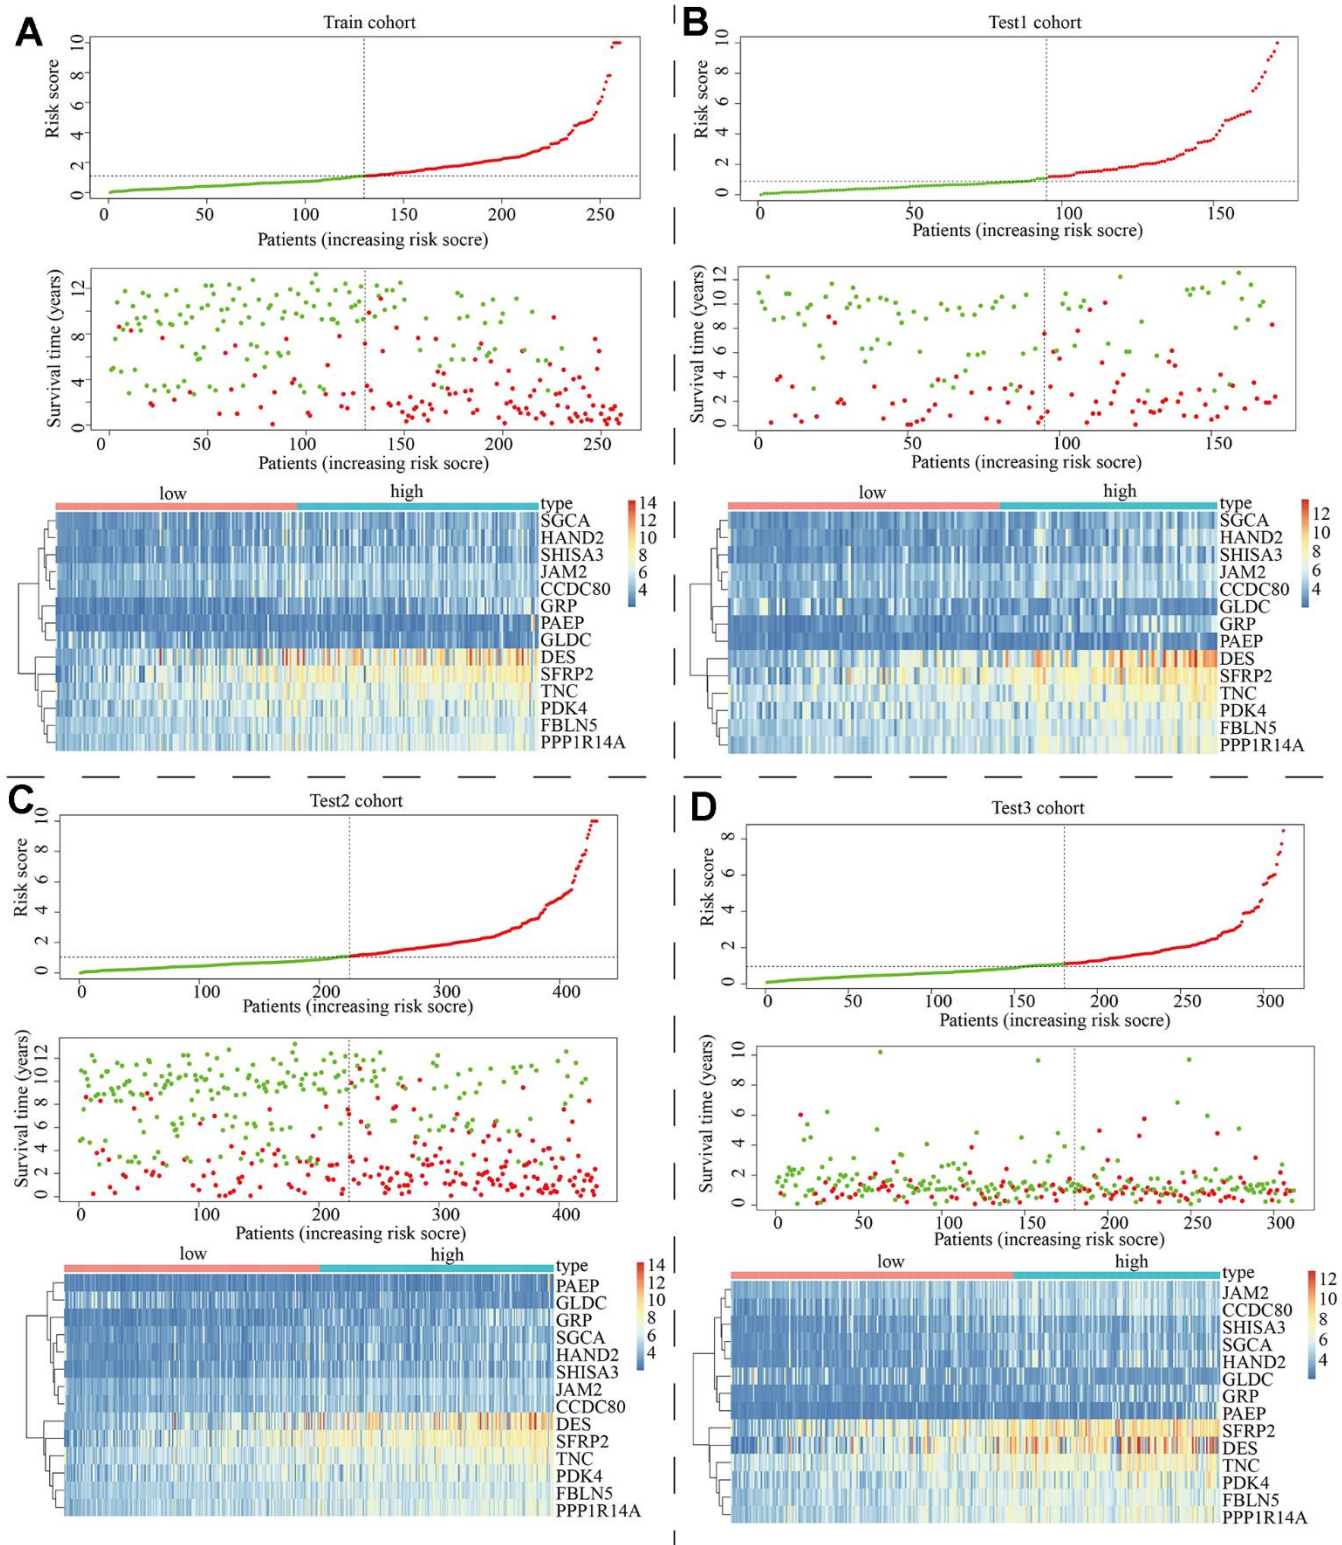 A
Train cohort
Risk score
0 2 4 6 8 10
0 50 100 150 200 250
Patients (increasing risk socre)
Survival time (years)
0 4 8 12
0 50 100 150 200 250
Patients (increasing risk socre)
low high
type
SGCA
HAND2
SHISA3
JAM2
CCDC80
GRP
PAEP
GLDC
DES
SFRP2
TNC
PDK4
FBLN5
PPP1R14A
14
12
10
8
6
4
B
Test1 cohort
Risk score
0 2 4 6 8 10
0 50 100 150
Patients (increasing risk socre)
Survival time (years)
0 2 4 6 8 10 12
0 50 100 150
Patients (increasing risk socre)
low high
type
SGCA
HAND2
SHISA3
JAM2
CCDC80
GLDC
GRP
PAEP
DES
SFRP2
TNC
PDK4
FBLN5
PPP1R14A
12
10
8
6
4
C
Test2 cohort
Risk score
0 2 4 6 8 10
0 100 200 300 400
Patients (increasing risk socre)
Survival time (years)
0 2 4 6 8 10 12
0 100 200 300 400
Patients (increasing risk socre)
low high
type
PAEP
GLDC
GRP
SGCA
HAND2
SHISA3
JAM2
CCDC80
DES
SFRP2
TNC
PDK4
FBLN5
PPP1R14A
14
12
10
8
6
4
D
Test3 cohort
Risk score
0 2 4 6 8
0 50 100 150 200 250 300
Patients (increasing risk socre)
Survival time (years)
0 2 4 6 8 10
0 50 100 150 200 250 300
Patients (increasing risk socre)
low high
type
JAM2
CCDC80
SHISA3
SGCA
HAND2
GLDC
GRP
PAEP
SFRP2
DES
TNC
PDK4
FBLN5
PPP1R14A
12
10
8
6
4